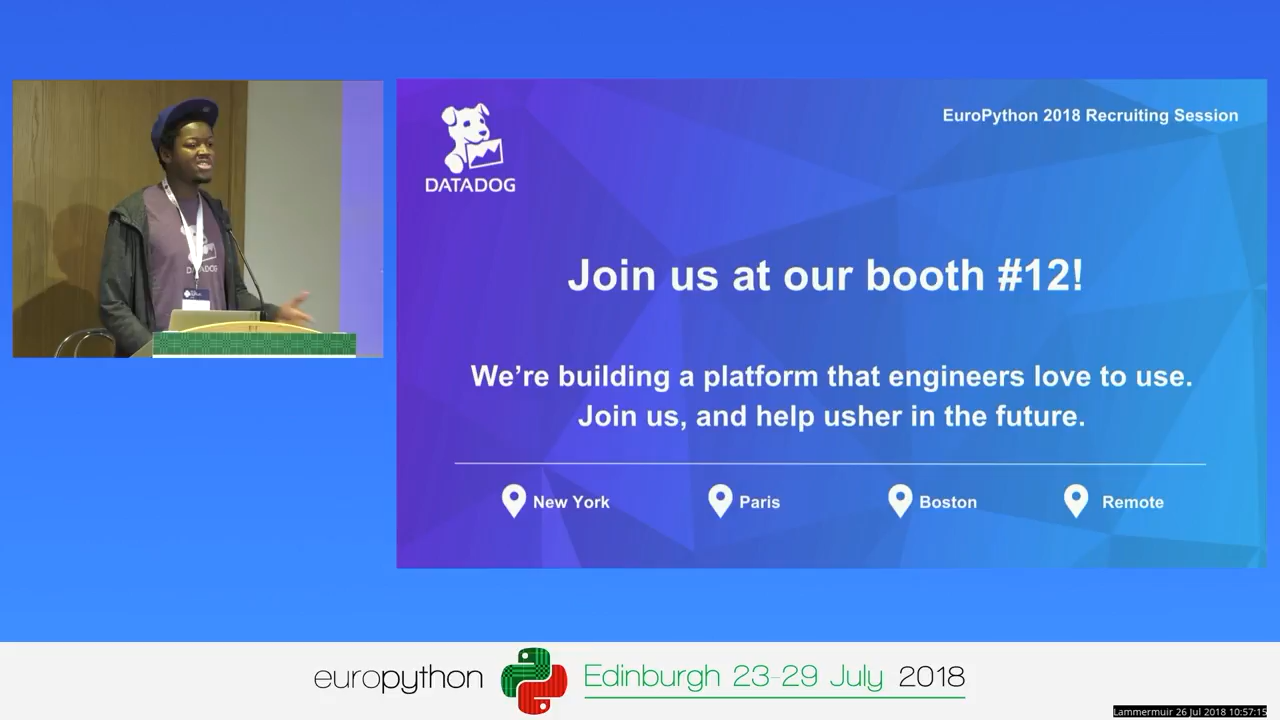 DATADOG
EuroPython 2018 Recruiting Session
Join us at our booth #12!
We’re building a platform that engineers love to use.
Join us, and help usher in the future.
New York
Paris
Boston
Remote
DATADOG
europython
Edinburgh 23-29 July 2018
Lammermuir 26 Jul 2018 10:57:15